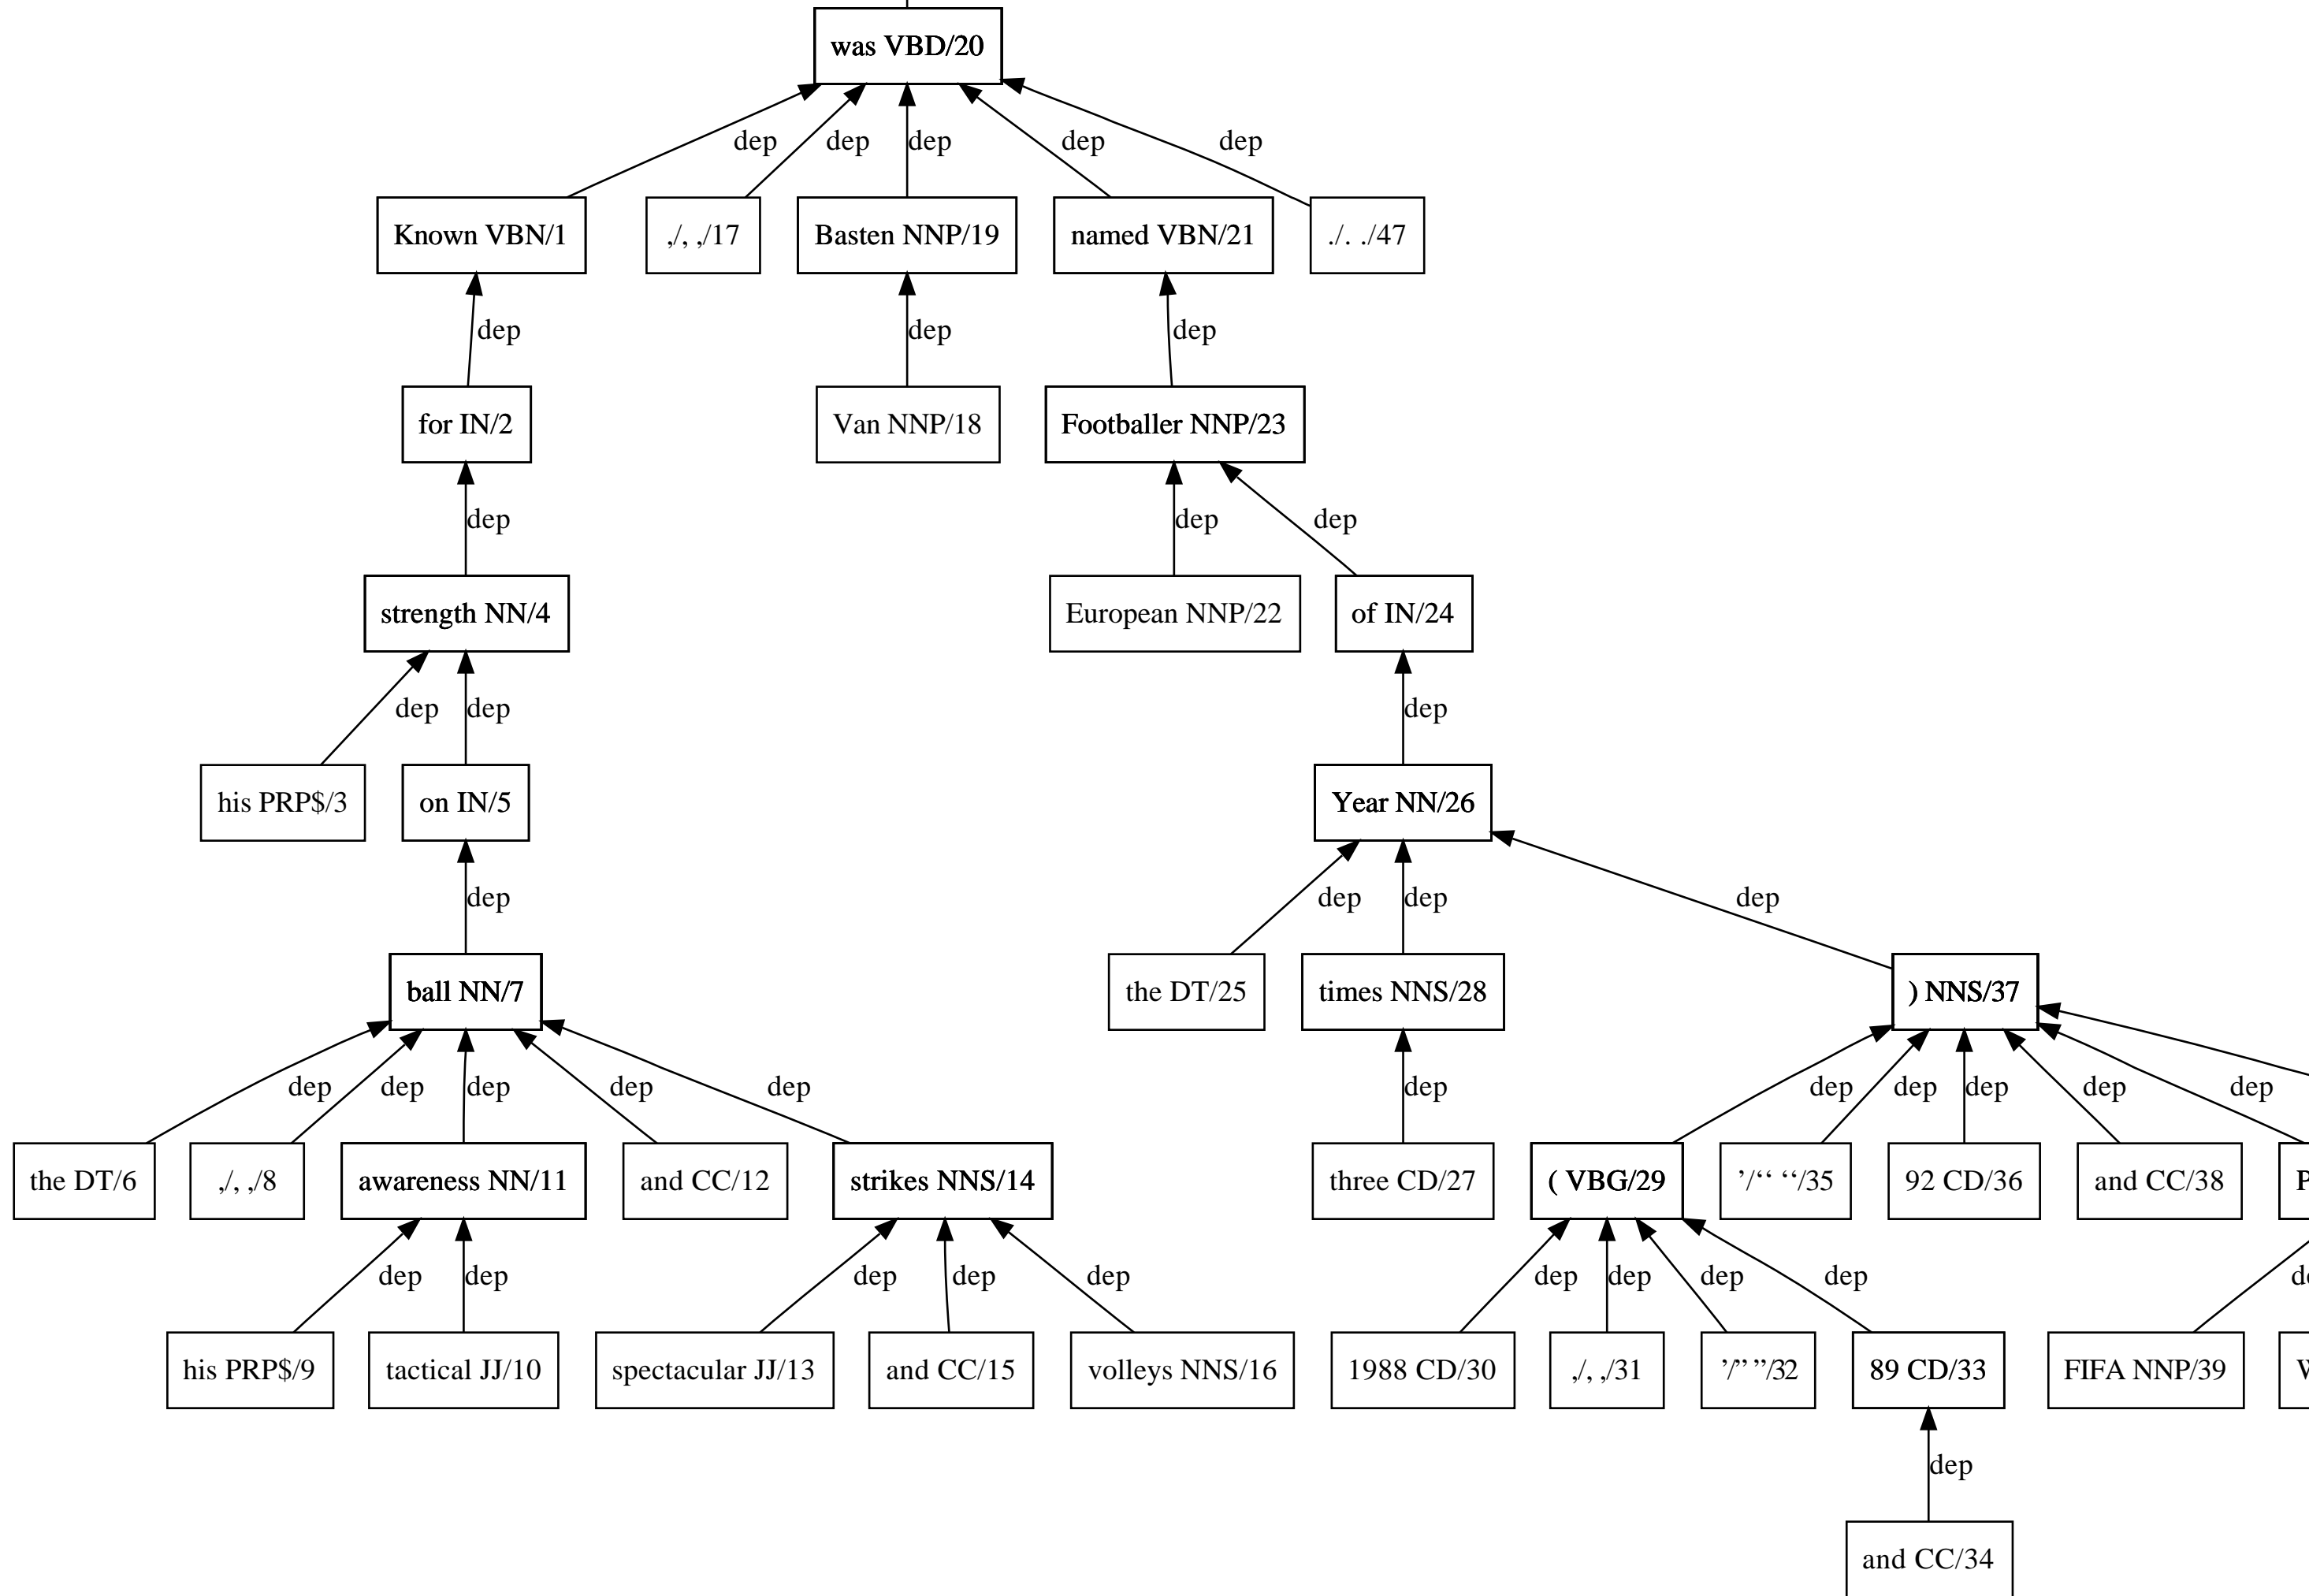 was VBD/20
dep dep dep dep dep
Known VBN/1 ,/, ,/17 Basten NNP/19 named VBN/21 ./. ./47
dep dep dep
for IN/2 Van NNP/18 Footballer NNP/23
dep dep dep
strength NN/4 European NNP/22 of IN/24
dep dep dep
his PRP$/3 on IN/5 Year NN/26
dep dep dep dep
ball NN/7 the DT/25 times NNS/28 ) NNS/37
dep dep dep dep dep dep dep dep dep dep dep
the DT/6 ,/, ,/8 awareness NN/11 and CC/12 strikes NNS/14 three CD/27 ( VBG/29 ’/“ “/35 92 CD/36 and CC/38
dep dep dep dep dep dep dep dep dep
his PRP$/9 tactical JJ/10 spectacular JJ/13 and CC/15 volleys NNS/16 1988 CD/30 ,/, ,/31 ’/” ”/32 89 CD/33 FIFA NNP/39
dep
and CC/34